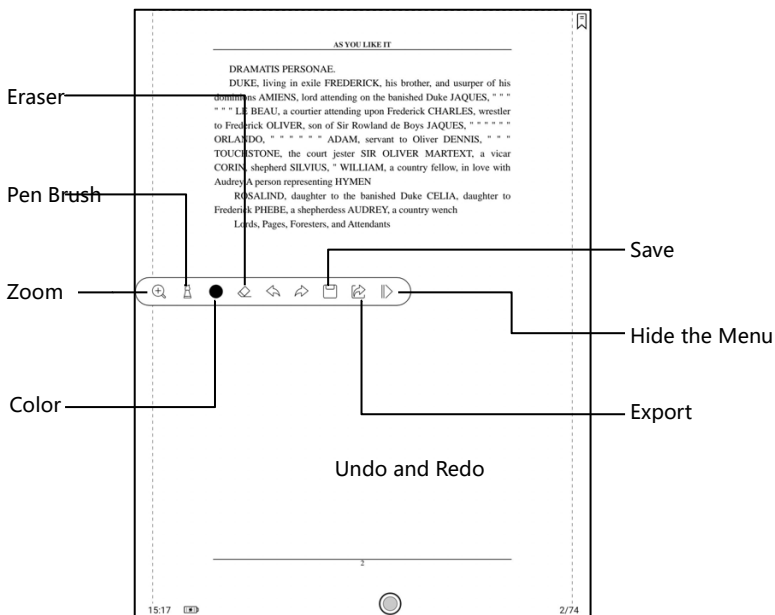 AS YOU LIKE IT
DRAMATIS PERSONAE.
DUKE, living in exile FREDERICK, his brother, and usurper of his
dominions AMIENS, lord attending on the banished Duke JAQUES, " " "
" " " LE BEAU, a courtier attending upon Frederick CHARLES, wrestler
to Frederick OLIVER, son of Sir Rowland de Boys JAQUES, " " " " " "
ORLANDO, " " " " " " ADAM, servant to Oliver DENNIS, " " "
TOUCHSTONE, the court jester SIR OLIVER MARTEXT, a vicar
CORIN, shepherd SILVIUS, " WILLIAM, a country fellow, in love with
Audrey A person representing HYMEN
ROSALIND, daughter to the banished Duke CELIA, daughter to
Frederick PHEBE, a shepherdess AUDREY, a country wench
Lords, Pages, Foresters, and Attendants
Eraser
Pen Brush
Zoom
Color
Save
Hide the Menu
Export
Undo and Redo
2
15:17
2/74